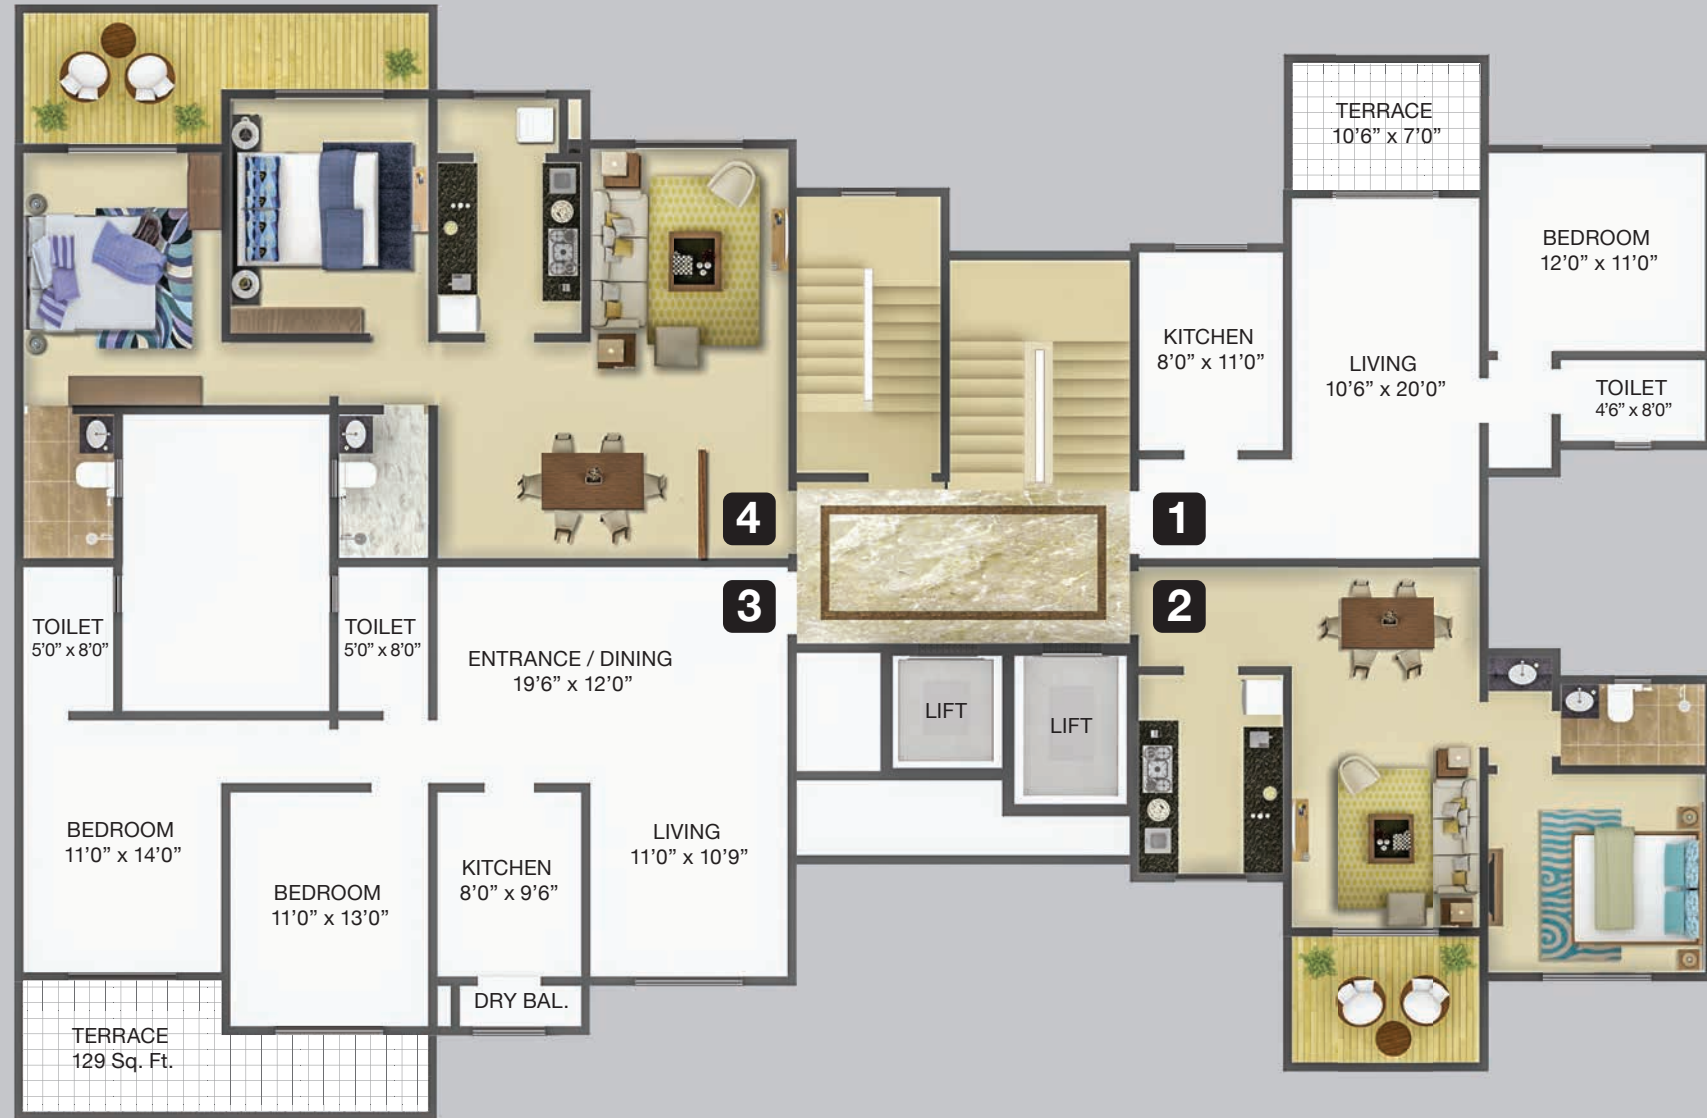 TERRACE
10’6” x 7’0”
BEDROOM
12’0” x 11’0”
KITCHEN
8’0” x 11’0”
LIVING
10’6” x 20’0”
TOILET
4’6” x 8’0”
4
1
3
2
TOILET
5’0” x 8’0”
TOILET
5’0” x 8’0”
ENTRANCE / DINING
19’6” x 12’0”
LIFT
LIFT
BEDROOM
11’0” x 14’0”
BEDROOM
11’0” x 13’0”
KITCHEN
8’0” x 9’6”
LIVING
11’0” x 10’9”
DRY BAL.
TERRACE
129 Sq. Ft.